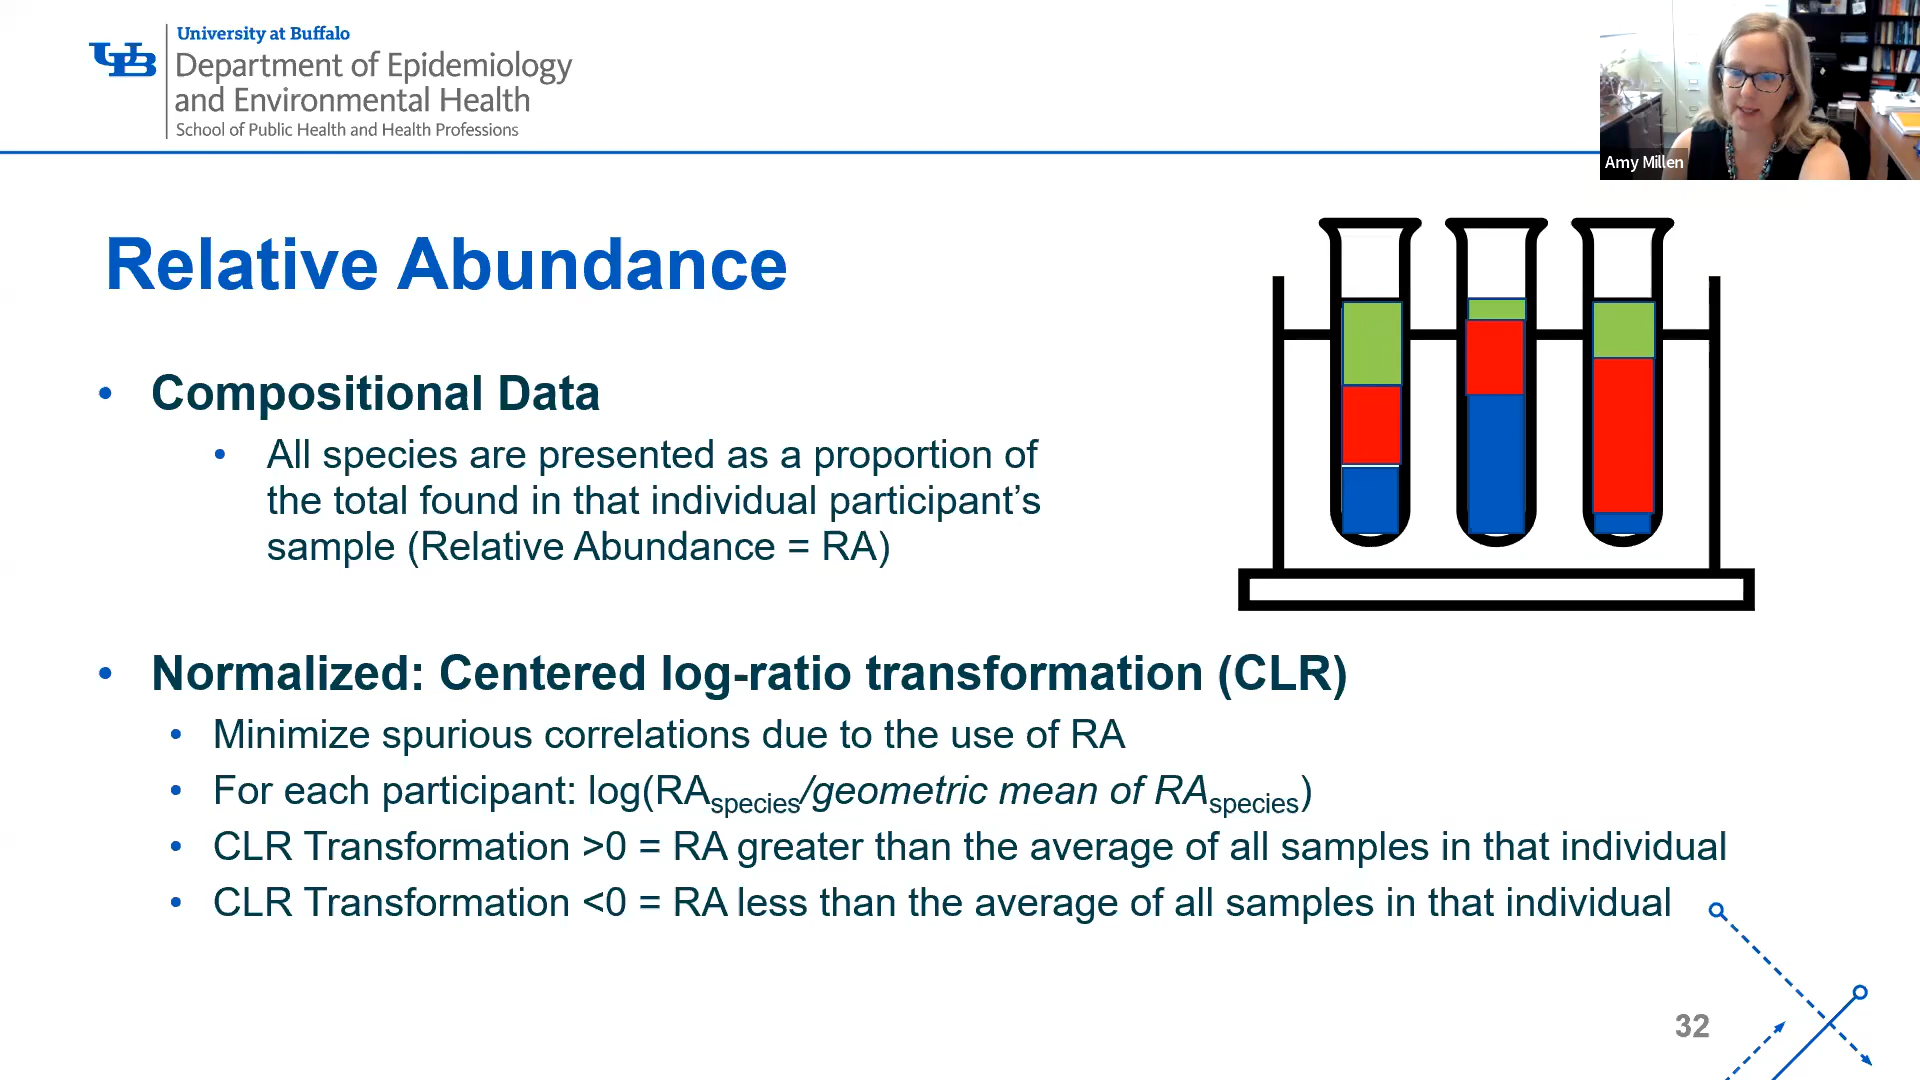 University at Buffalo
UB
Department of Epidemiology
and Environmental Health
School of Public Health and Health Professions
Amy Millen
Relative Abundance
• Compositional Data
• All species are presented as a proportion of
the total found in that individual participant’s
sample (Relative Abundance = RA)
• Normalized: Centered log-ratio transformation (CLR)
• Minimize spurious correlations due to the use of RA
• For each participant: log(RAspecies/geometric mean of RAspecies)
• CLR Transformation >0 = RA greater than the average of all samples in that individual
• CLR Transformation <0 = RA less than the average of all samples in that individual
32